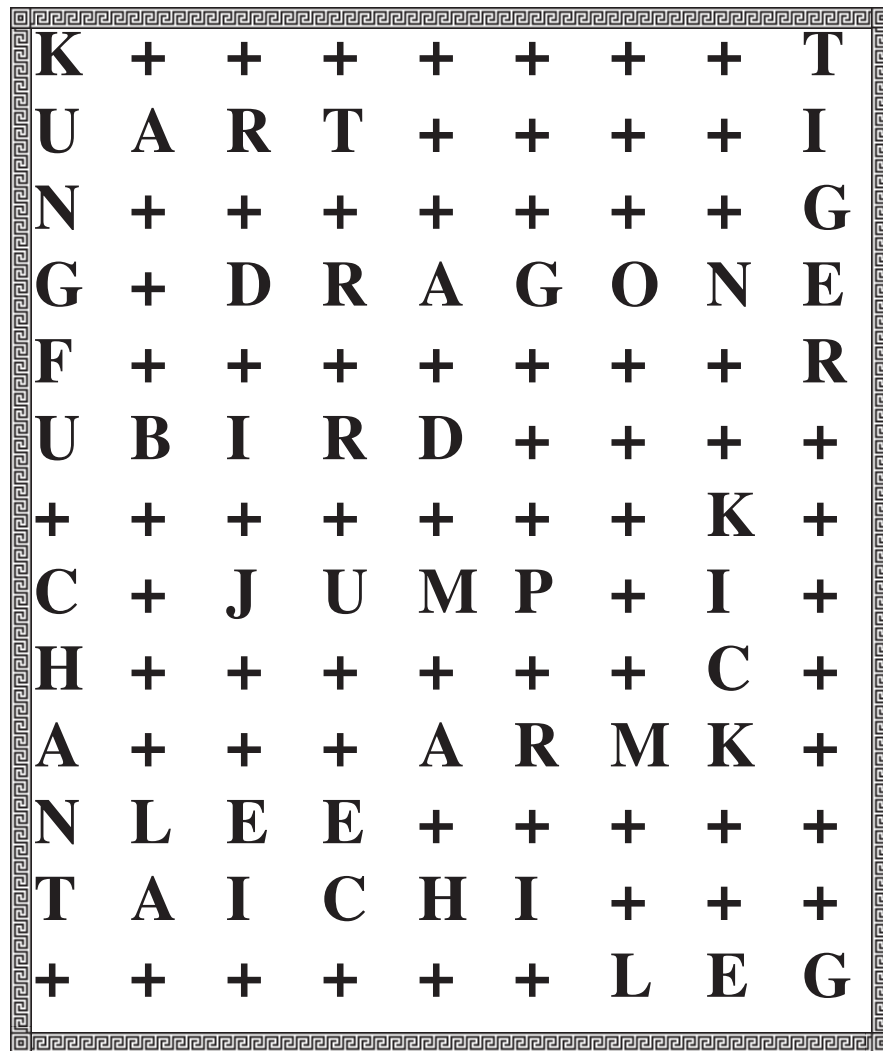 K + + + + + + + T
U A R T + + + + I
N + + + + + + + G
G + D R A G O N E
F + + + + + + + R
U B I R D + + + +
+ + + + + + + K +
C + J U M P + I +
H + + + + + + C +
A + + + A R M K +
N L E E + + + + +
T A I C H I + + +
+ + + + + + L E G